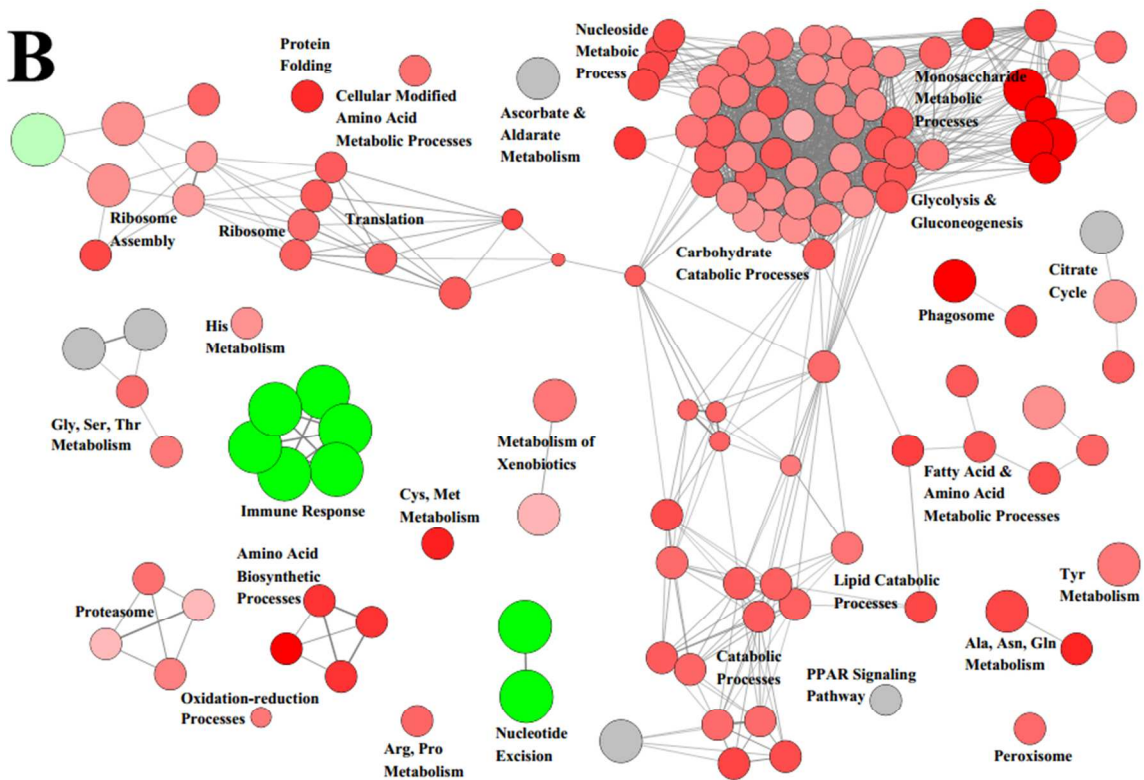 B
Protein
Folding
Cellular Modified
Amino Acid
Metabolic Processes
Ascorbate &
Aldarate
Metabolism
Nucleoside
Metaboic
Process
Monosaccharide
Metabolic
Processes
Ribosome
Assembly
Ribosome
Translation
Glycolysis &
Gluconeogenesis
Carbohydrate
Catabolic Processes
Phagosome
Citrate
Cycle
His
Metabolism
Gly, Ser, Thr
Metabolism
Immune Response
Metabolism of
Xenobiotics
Cys, Met
Metabolism
Fatty Acid &
Amino Acid
Metabolic Processes
Proteasome
Amino Acid
Biosynthetic
Processes
Lipid Catabolic
Processes
Tyr
Metabolism
Ala, Asn, Gln
Metabolism
Catabolic
Processes
PPAR Signaling
Pathway
Oxidation-reduction
Processes
Arg, Pro
Metabolism
Nucleotide
Excision
Peroxisome